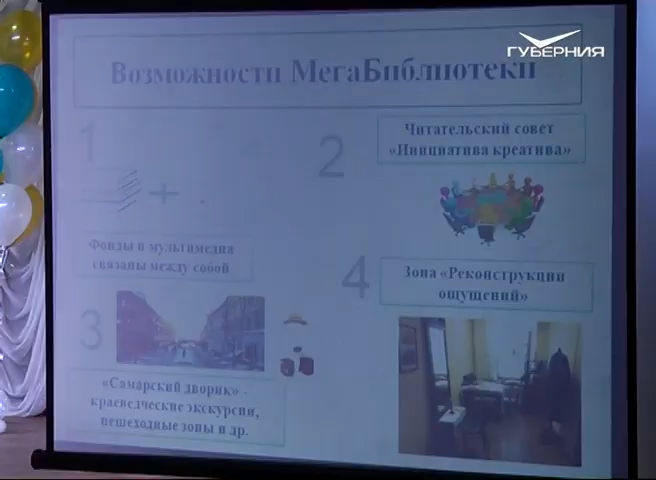 ГУБЕРНИЯ
Возможности МегаБиблиотеки
1
Фонды и мультимедиа
связаны между собой
2
Читательский совет
«Инициатива креатива»
3
«Самарский дворик» -
краеведческие экскурсии,
пешеходные зоны и др.
4
Зона «Реконструкции
ощущений»